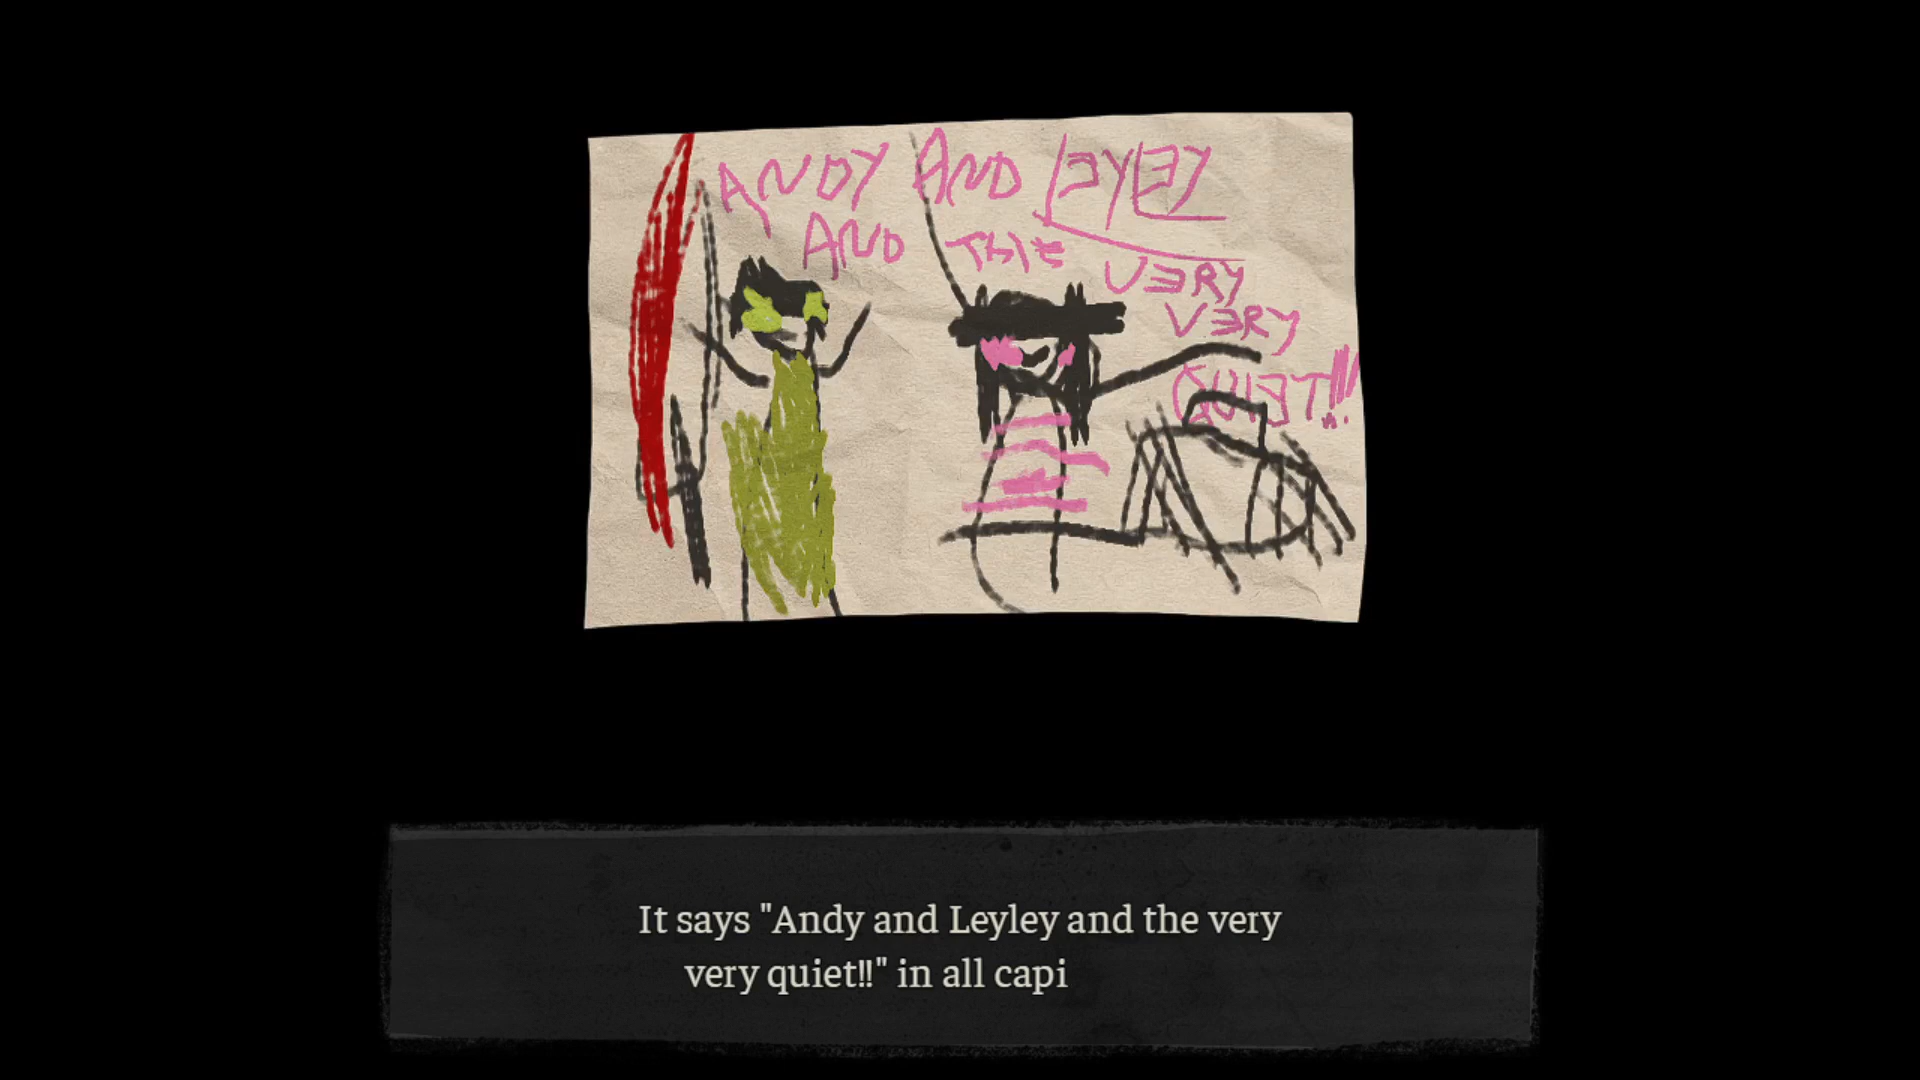 ANDY AND LEYLEY
AND THE VERY
VERY
QUIET!!!
It says "Andy and Leyley and the very
very quiet!!" in all capi